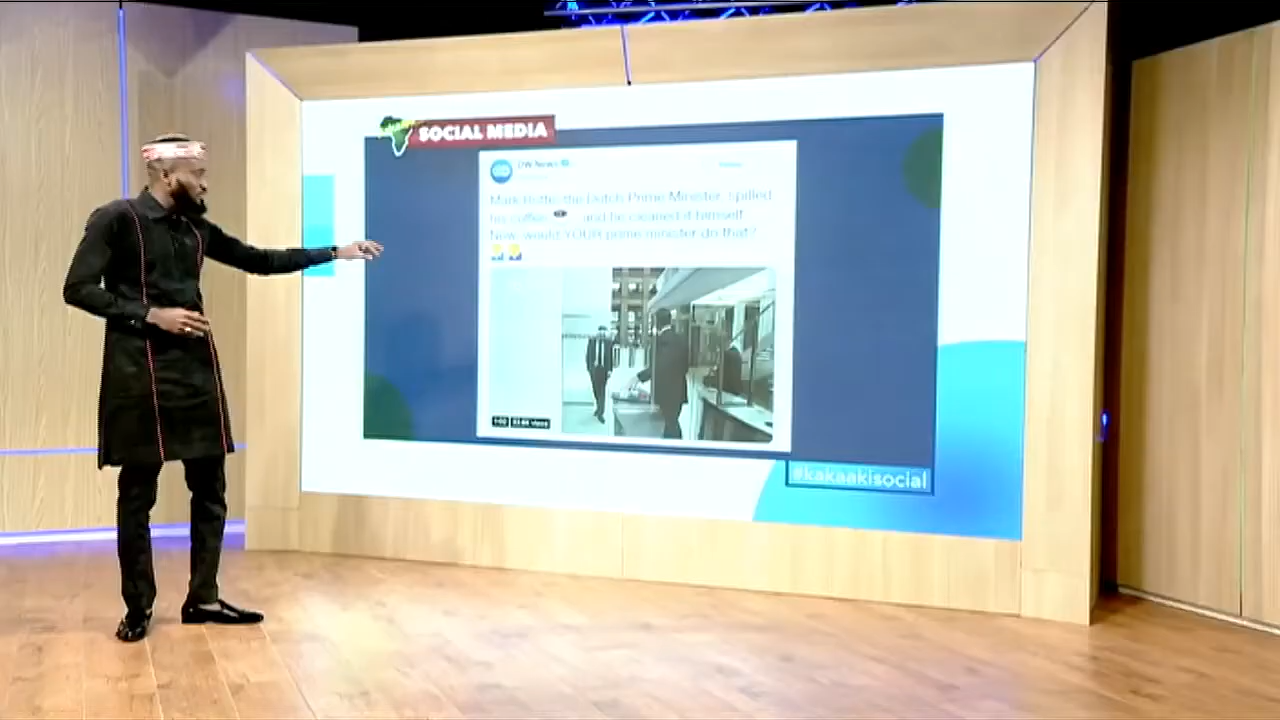 SOCIAL MEDIA
DW News
Mark Rutte, the Dutch Prime Minister, spilled
his coffee and he cleaned it himself.
Now, would YOUR prime minister do that?
#kakaakisocial